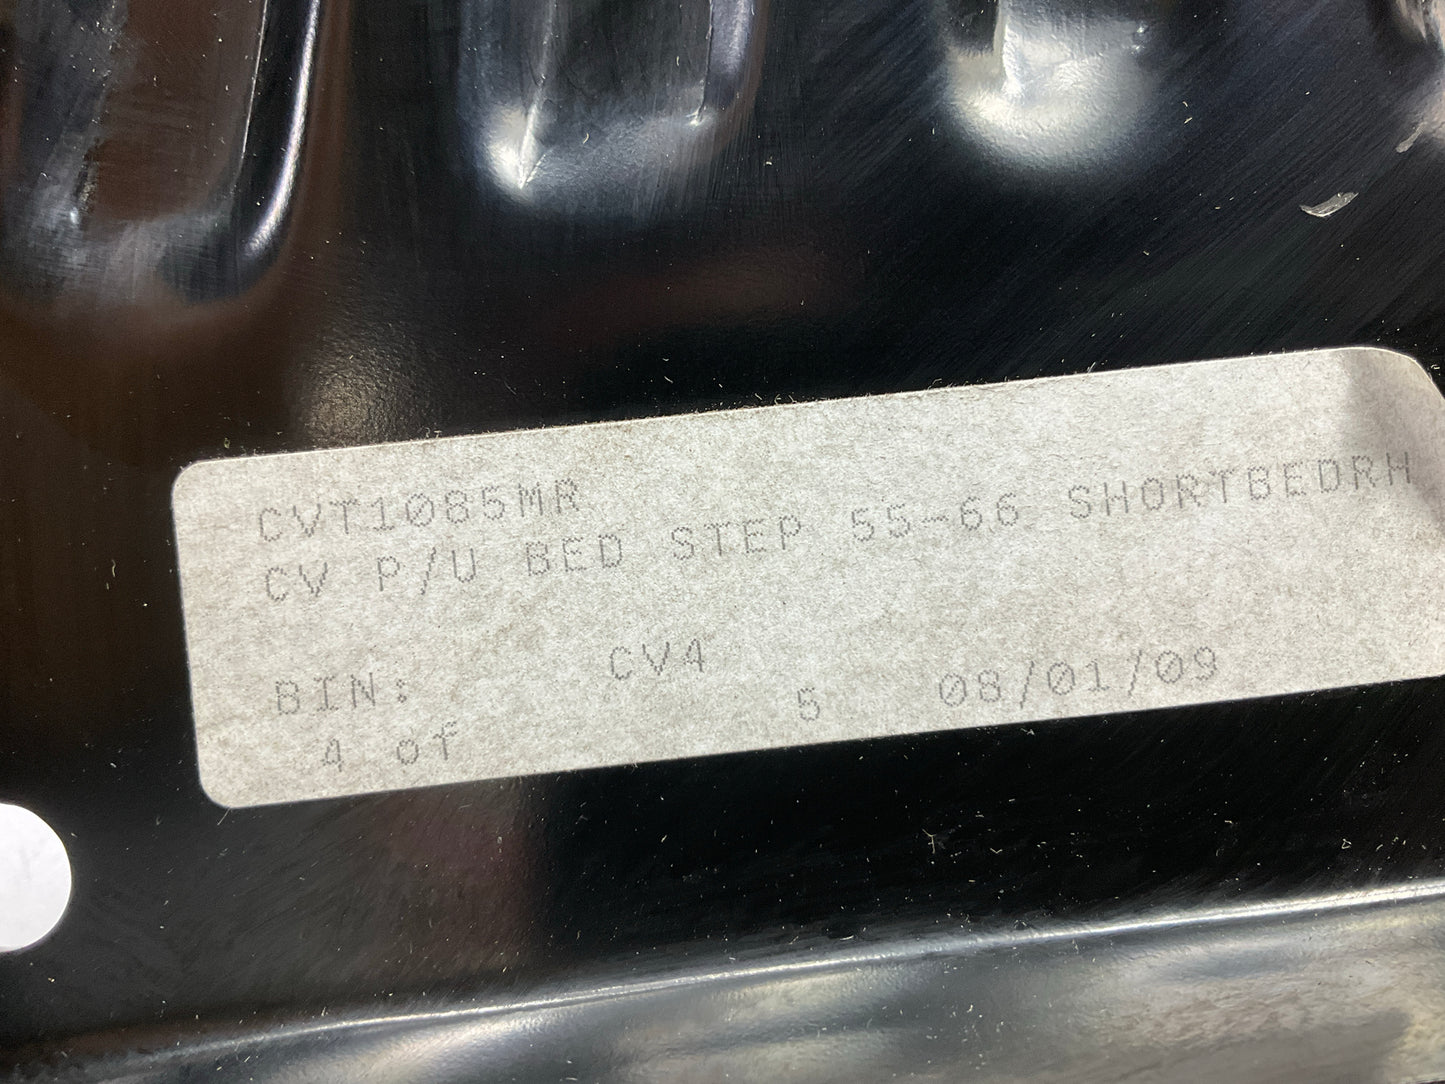 CVT1085MR
CV P/U BED STEP 55-66 SHORTBEDRH
BIN: CV4
4 of 5 08/01/09